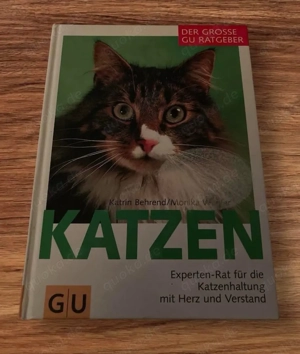 DER GROSSE
GU RATGEBER
Katrin Behrend/Monika
KATZEN
Experten-Rat für die
Katzenhaltung
mit Herz und Verstand
GU